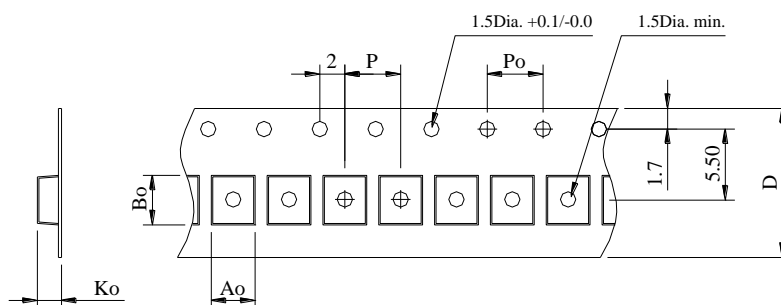 1.5Dia. +0.1/-0.0
1.5Dia. min.
2
P
Po
Bo
1.7
5.50
D
Ko
Ao